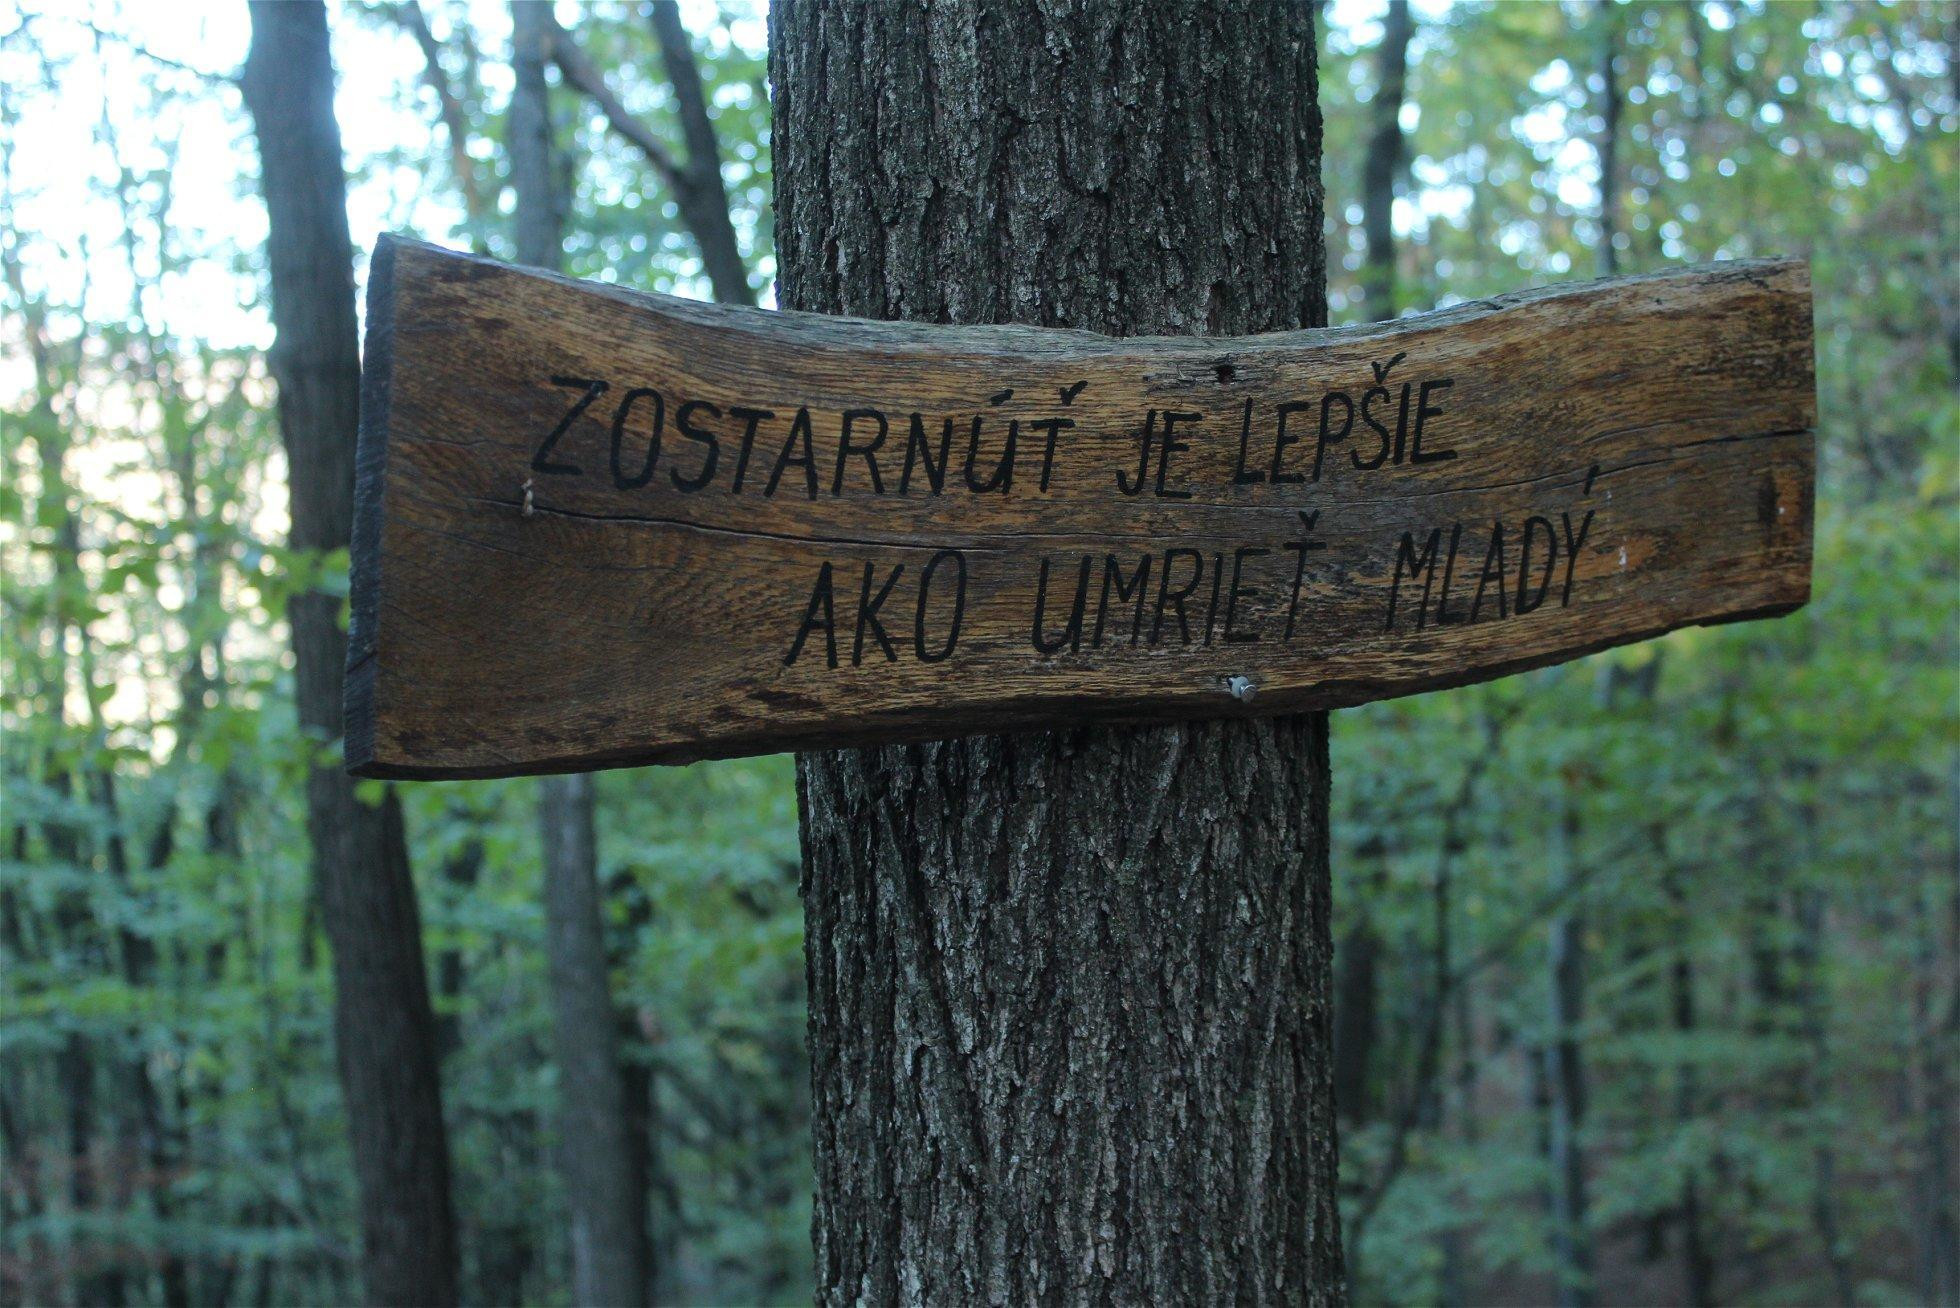 ZOSTARNÚŤ JE LEPŠIE
AKO UMRIEŤ MLADÝ